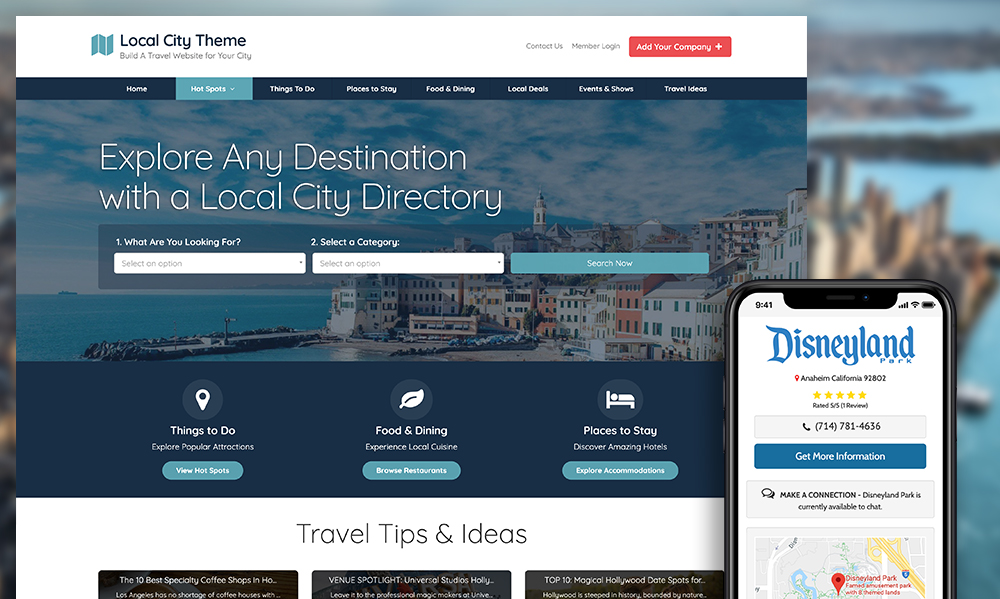 Local City Theme
Build A Travel Website for Your City
Contact Us Member Login Add Your Company +
Home Hot Spots Things To Do Places to Stay Food & Dining Local Deals Events & Shows Travel Ideas
Explore Any Destination
with a Local City Directory
1. What Are You Looking For? 2. Select a Category:
Select an option Select an option Search Now
Things to Do
Explore Popular Attractions
View Hot Spots
Food & Dining
Experience Local Cuisine
Browse Restaurants
Places to Stay
Discover Amazing Hotels
Explore Accommodations
Travel Tips & Ideas
The 10 Best Specialty Coffee Shops In Ho...
Los Angeles has no shortage of coffee houses with ...
VENUE SPOTLIGHT: Universal Studios Holly...
Leave it to the professional magic makers at Unive...
TOP 10: Magical Hollywood Date Spots for...
Hollywood is steeped in history, bounded by nature...
9:41
Disneyland
Park
Anaheim California 92802
Rated 5/5 (1 Review)
(714) 781-4636
Get More Information
MAKE A CONNECTION - Disneyland Park is
currently available to chat.
Disneyland Park
Famed amusement park
with 8 themed lands